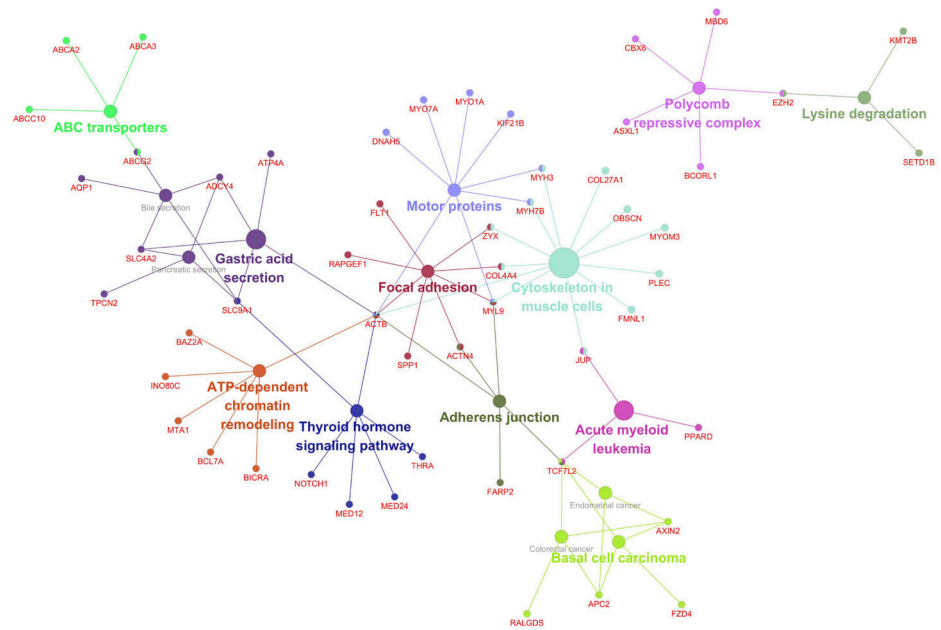 MBD6
ABCA2
ABCA3
CBX6
KMT2B
ABCC10
ABC transporters
MYO7A
MYO1A
KIF21B
DNAH5
Polycomb
repressive complex
EZH2
Lysine degradation
ASXL1
BCORL1
SETD1B
ABCG2
ATP4A
AQP1
ADCY4
Bile secretion
MYH3
COL27A1
Motor proteins
FLT1
MYH7B
OBSCN
MYOM3
ZYX
SLC4A2
Pancreatic secretion
Gastric acid
secretion
RAPGEF1
Focal adhesion
COL4A4
Cytoskeleton in
muscle cells
PLEC
TPCN2
SLC9A1
ACTB
MYL9
FMNL1
BAZ2A
SPP1
ACTN4
JUP
INO80C
ATP-dependent
chromatin
remodeling
MTA1
BCL7A
BICRA
Thyroid hormone
signaling pathway
Adherens junction
Acute myeloid
leukemia
PPARD
THRA
NOTCH1
MED12
MED24
FARP2
TCF7L2
Endometrial cancer
AXIN2
Colorectal cancer
Basal cell carcinoma
RALGDS
APC2
FZD4